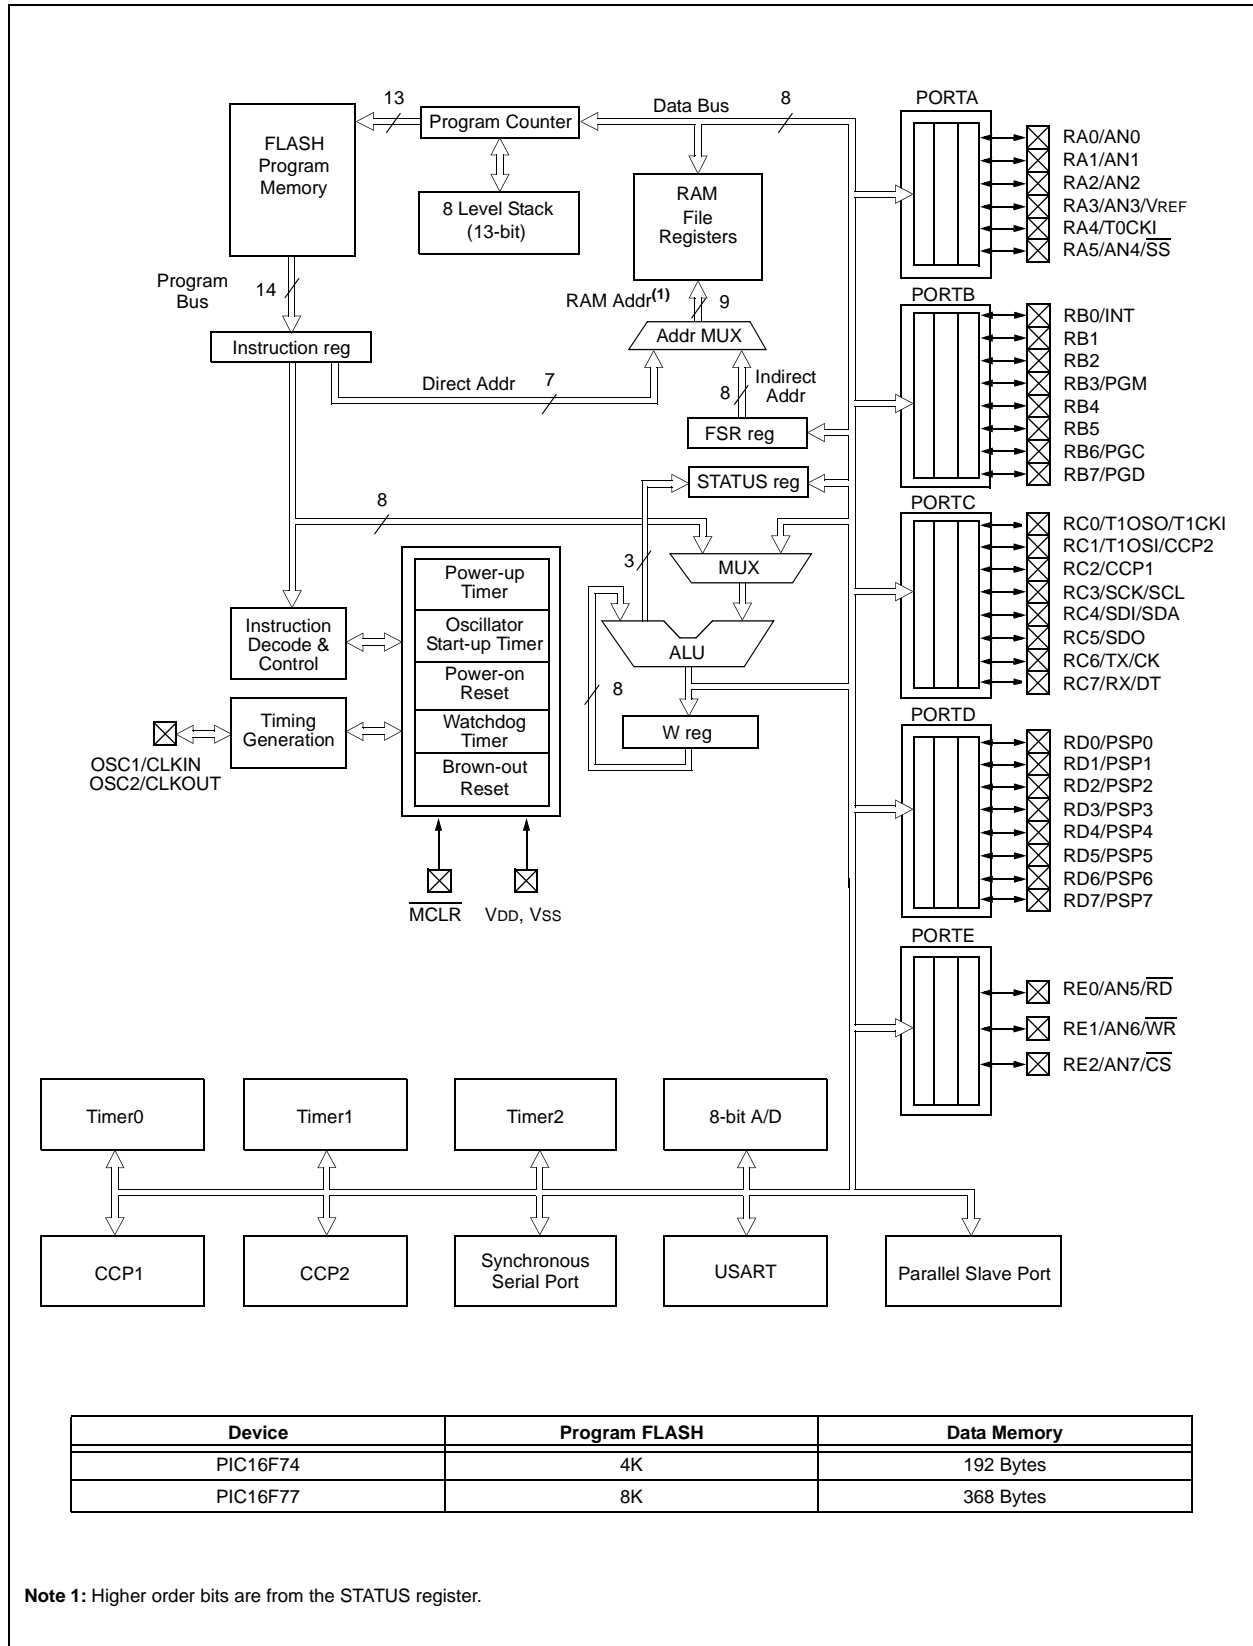 13
Program Counter
Data Bus
8
PORTA
FLASH
Program
Memory
8 Level Stack
(13-bit)
RAM
File
Registers
RA0/AN0
RA1/AN1
RA2/AN2
RA3/AN3/VREF
RA4/T0CKI
RA5/AN4/SS
Program
Bus
14
RAM Addr(1)
9
PORTB
Instruction reg
Addr MUX
Direct Addr
7
Indirect
Addr
8
FSR reg
RB0/INT
RB1
RB2
RB3/PGM
RB4
RB5
RB6/PGC
RB7/PGD
STATUS reg
8
PORTC
3
MUX
RC0/T1OSO/T1CKI
RC1/T1OSI/CCP2
RC2/CCP1
RC3/SCK/SCL
RC4/SDI/SDA
RC5/SDO
RC6/TX/CK
RC7/RX/DT
Power-up
Timer
Oscillator
Start-up Timer
Power-on
Reset
Watchdog
Timer
Brown-out
Reset
Instruction
Decode &
Control
ALU
8
W reg
Timing
Generation
OSC1/CLKIN
OSC2/CLKOUT
MCLR
VDD, VSS
PORTD
RD0/PSP0
RD1/PSP1
RD2/PSP2
RD3/PSP3
RD4/PSP4
RD5/PSP5
RD6/PSP6
RD7/PSP7
PORTE
RE0/AN5/RD
RE1/AN6/WR
RE2/AN7/CS
Timer0
Timer1
Timer2
8-bit A/D
CCP1
CCP2
Synchronous
Serial Port
USART
Parallel Slave Port
Device Program FLASH Data Memory
PIC16F74 4K 192 Bytes
PIC16F77 8K 368 Bytes
Note 1: Higher order bits are from the STATUS register.